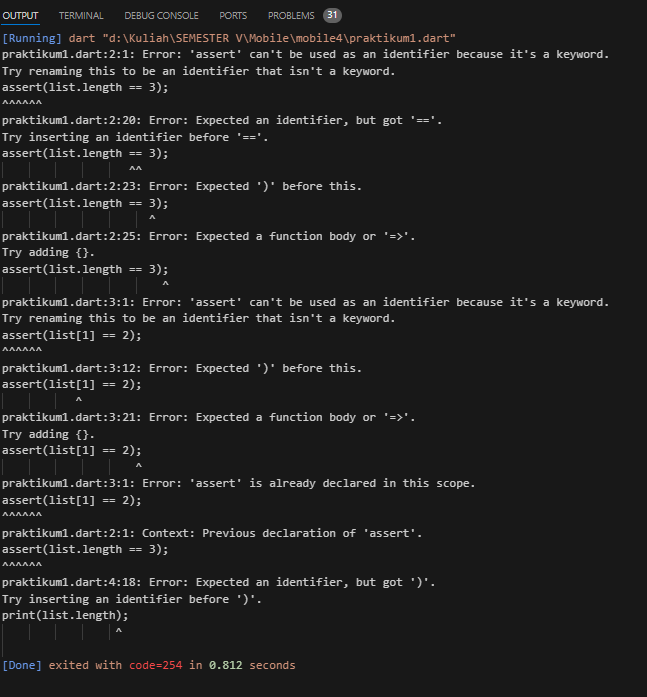 OUTPUT TERMINAL DEBUG CONSOLE PORTS PROBLEMS 31
[Running] dart "d:\Kuliah\SEMESTER V\Mobile\mobile4\praktikum1.dart"
praktikum1.dart:2:1: Error: 'assert' can't be used as an identifier because it's a keyword.
Try renaming this to be an identifier that isn't a keyword.
assert(list.length == 3);
^^^^^^
praktikum1.dart:2:20: Error: Expected an identifier, but got '=='.
Try inserting an identifier before '=='.
assert(list.length == 3);
                   ^^
praktikum1.dart:2:23: Error: Expected ')' before this.
assert(list.length == 3);
                      ^
praktikum1.dart:2:25: Error: Expected a function body or '=>'.
Try adding {}.
assert(list.length == 3);
                        ^
praktikum1.dart:3:1: Error: 'assert' can't be used as an identifier because it's a keyword.
Try renaming this to be an identifier that isn't a keyword.
assert(list[1] == 2);
^^^^^^
praktikum1.dart:3:12: Error: Expected ')' before this.
assert(list[1] == 2);
           ^
praktikum1.dart:3:21: Error: Expected a function body or '=>'.
Try adding {}.
assert(list[1] == 2);
                    ^
praktikum1.dart:3:1: Error: 'assert' is already declared in this scope.
assert(list[1] == 2);
^^^^^^
praktikum1.dart:2:1: Context: Previous declaration of 'assert'.
assert(list.length == 3);
^^^^^^
praktikum1.dart:4:18: Error: Expected an identifier, but got ')'.
Try inserting an identifier before ')'.
print(list.length);
                 ^
[Done] exited with code=254 in 0.812 seconds